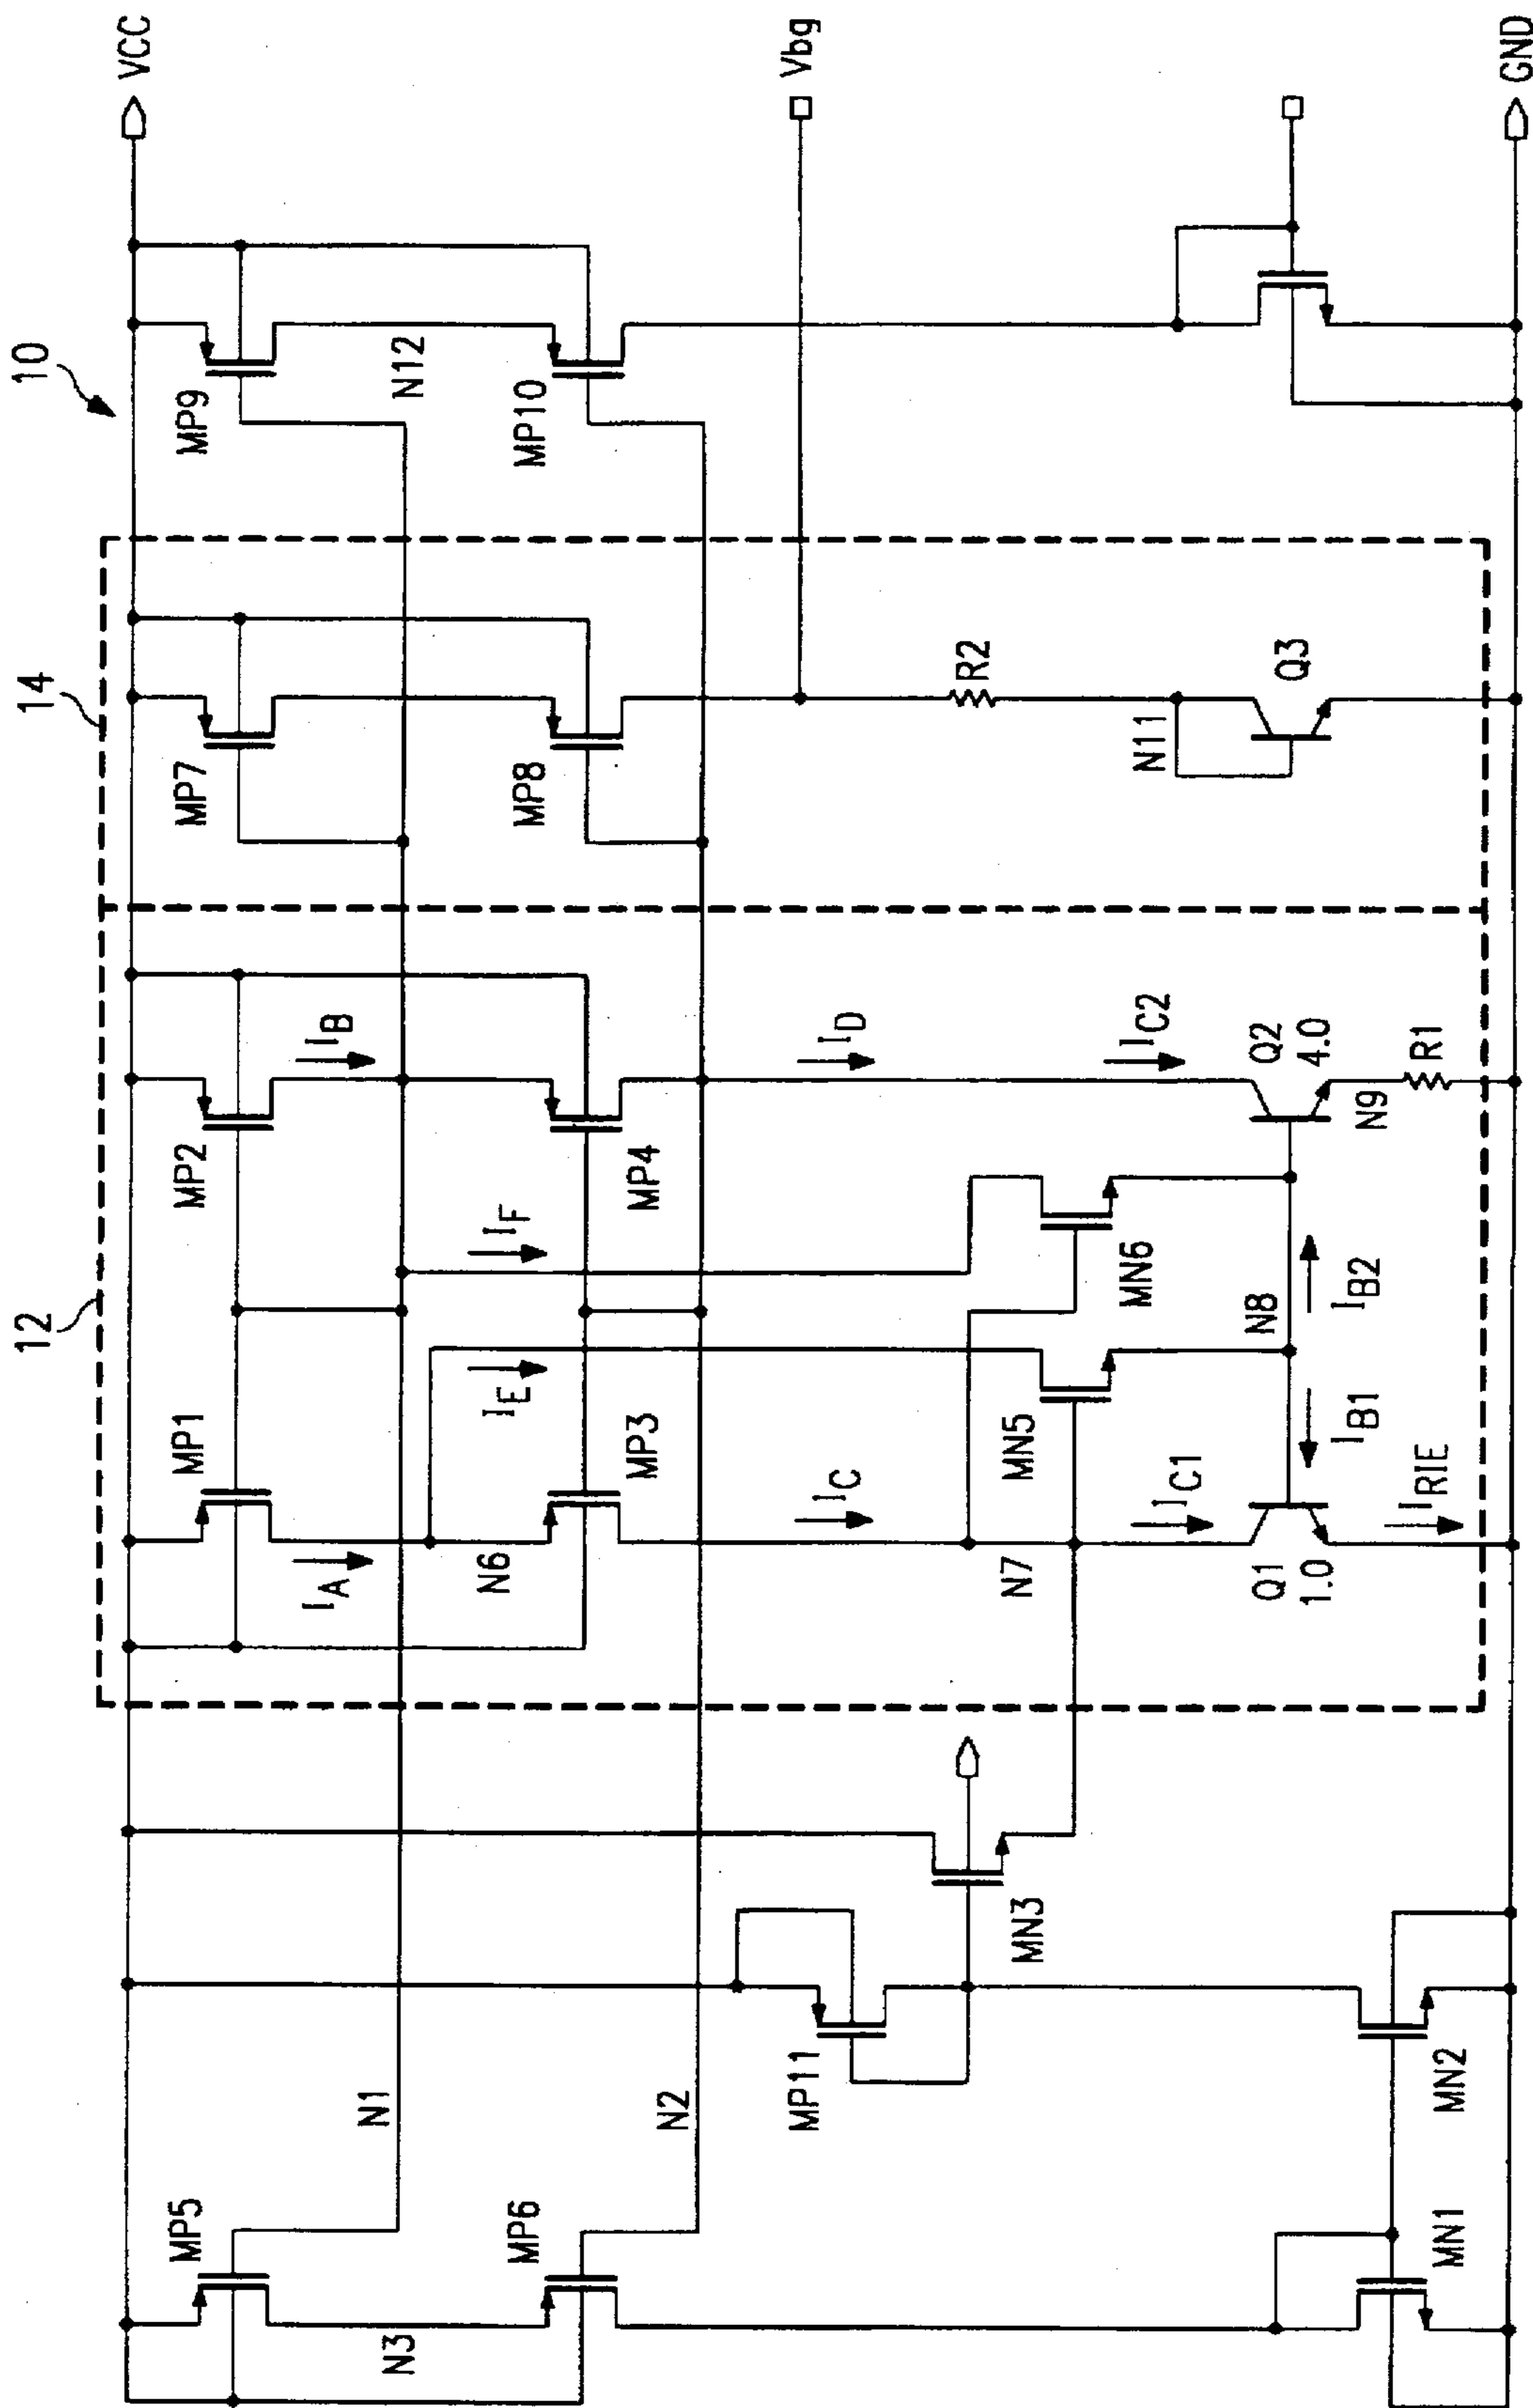 10
12
14
VCC
MP5
MP1
MP2
MP7
MP9
N3
N1
I_A
I_B
N12
MP6
N2
N6
MP3
I_E
I_F
MP4
MP8
MP10
Vbg
MP11
MN3
I_C
I_D
N7
MN5
MN6
R2
I_C1
I_C2
N11
Q3
Q1
1.0
I_B1
N8
I_B2
Q2
4.0
N9
R1
I_RIE
MN1
MN2
GND